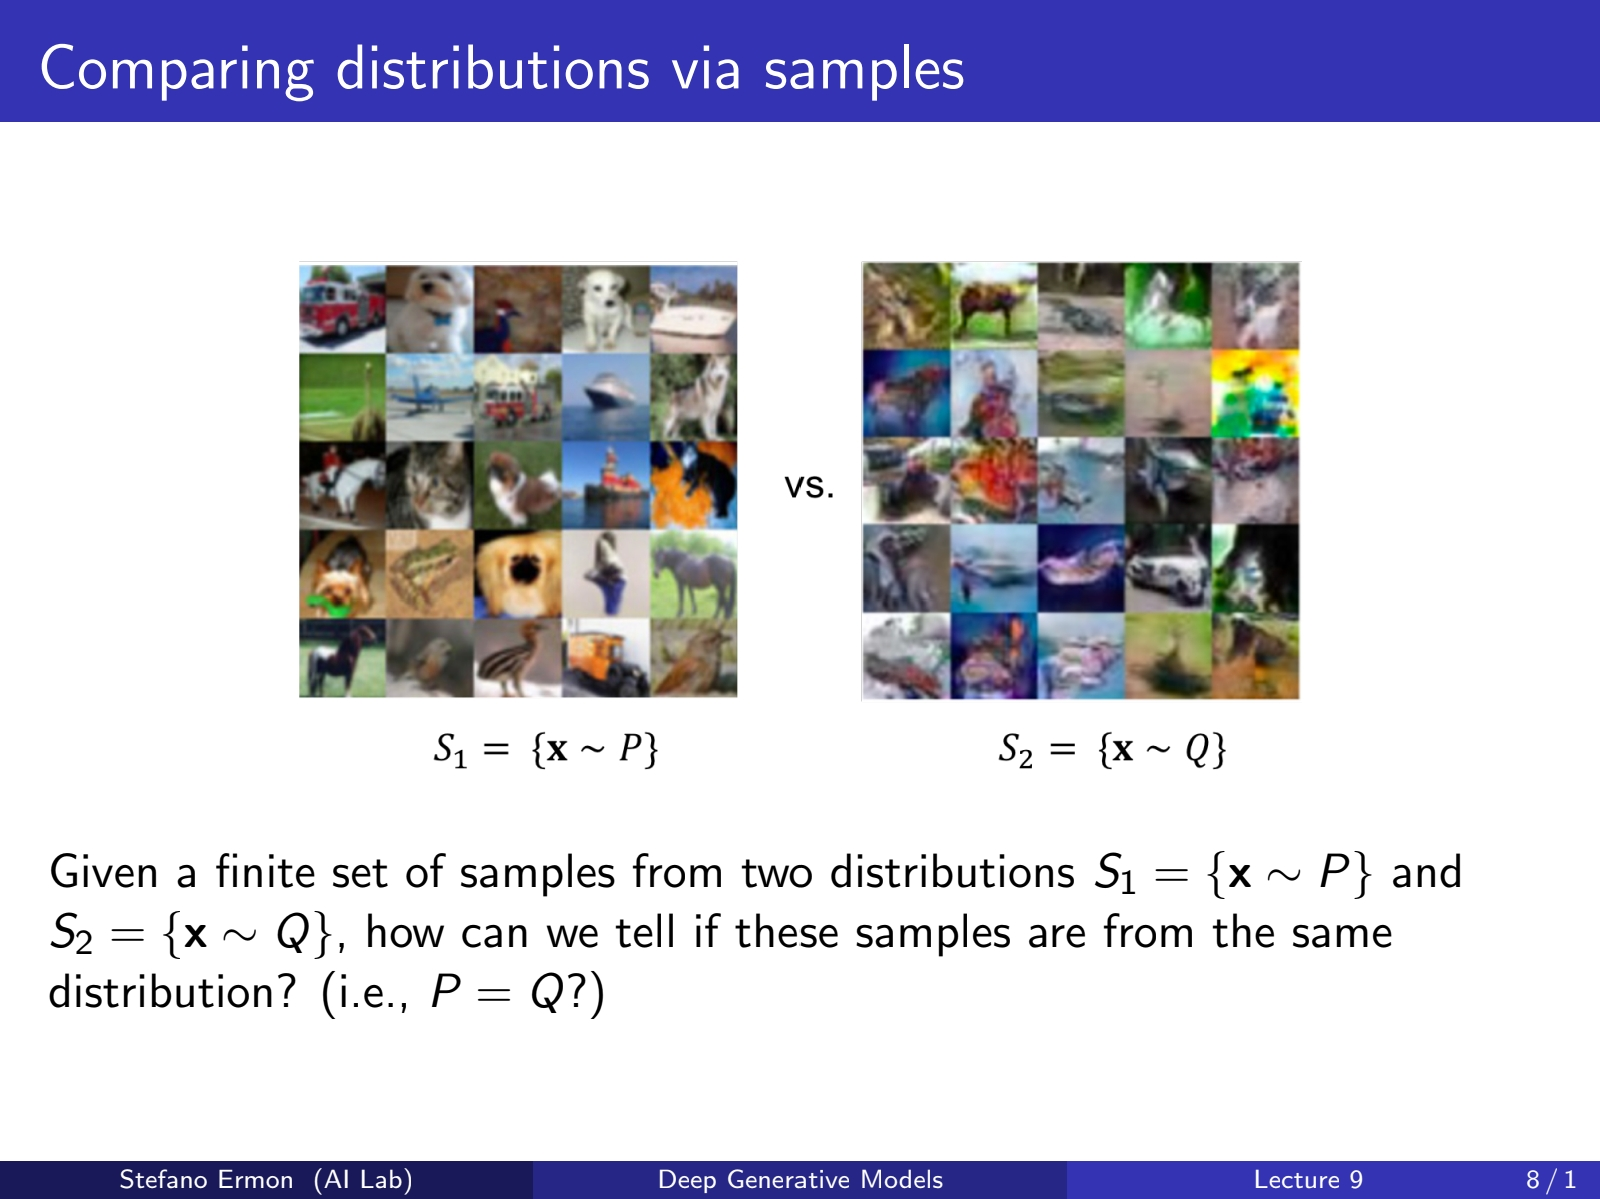 Comparing distributions via samples
vs.
S₁ = {x ~ P}
S₂ = {x ~ Q}
Given a finite set of samples from two distributions S₁ = {x ∼ P} and
S₂ = {x ∼ Q}, how can we tell if these samples are from the same
distribution? (i.e., P = Q?)
Stefano Ermon (AI Lab)
Deep Generative Models
Lecture 9
8 / 1